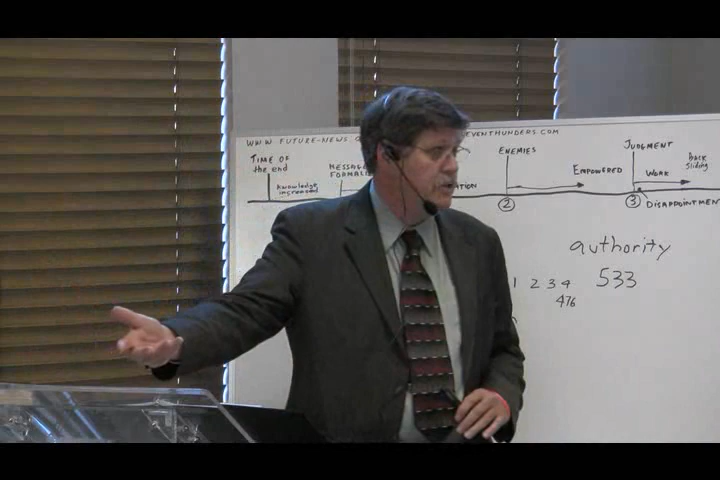 WWW FUTURE-NEWS. EVENTHUNDERS.COM
TIME OF the end
knowledge increased
MESSAGE FORMALI
ATION
ENEMIES
EMPOWERED
②
JUDGMENT
WORK
back sliding
③
DISAPPOINTMENT
authority
1 2 3 4
533
476